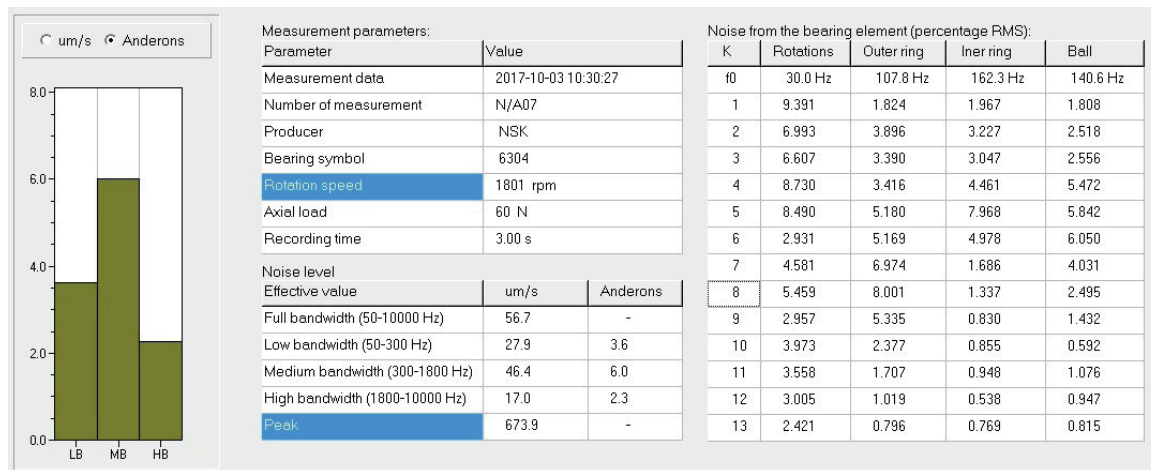 um/s Anderons
8.0
6.0
4.0
2.0
0.0
LB MB HB
Measurement parameters:
Parameter Value
Measurement data 2017-10-03 10:30:27
Number of measurement N/A07
Producer NSK
Bearing symbol 6304
Rotation speed 1801 rpm
Axial load 60 N
Recording time 3.00 s
Noise level
Effective value um/s Anderons
Full bandwidth (50-10000 Hz) 56.7 -
Low bandwidth (50-300 Hz) 27.9 3.6
Medium bandwidth (300-1800 Hz) 46.4 6.0
High bandwidth (1800-10000 Hz) 17.0 2.3
Peak 673.9 -
Noise from the bearing element (percentage RMS):
K Rotations Outer ring Iner ring Ball
f0 30.0 Hz 107.8 Hz 162.3 Hz 140.6 Hz
1 9.391 1.824 1.967 1.808
2 6.993 3.896 3.227 2.518
3 6.607 3.390 3.047 2.556
4 8.730 3.416 4.461 5.472
5 8.490 5.180 7.968 5.842
6 2.931 5.169 4.978 6.050
7 4.581 6.974 1.686 4.031
8 5.459 8.001 1.337 2.495
9 2.957 5.335 0.830 1.432
10 3.973 2.377 0.855 0.592
11 3.558 1.707 0.948 1.076
12 3.005 1.019 0.538 0.947
13 2.421 0.796 0.769 0.815